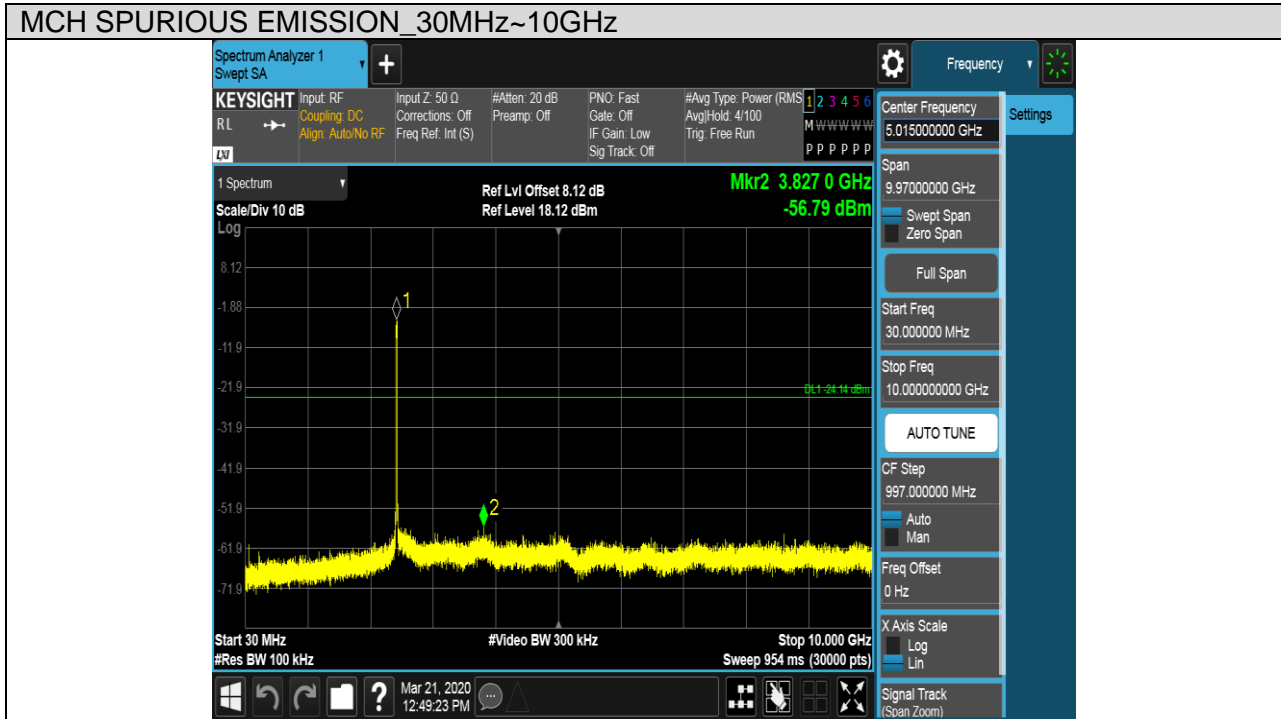 MCH SPURIOUS EMISSION_30MHz~10GHz
Spectrum Analyzer 1
Swept SA
+
Frequency
KEYSIGHT
RL
LXI
Input: RF
Coupling: DC
Align: Auto/No RF
Input Z: 50 Ω
Corrections: Off
Freq Ref: Int (S)
#Atten: 20 dB
Preamp: Off
PNO: Fast
Gate: Off
IF Gain: Low
Sig Track: Off
#Avg Type: Power (RMS
Avg|Hold: 4/100
Trig: Free Run
1 2 3 4 5 6
M W W W W W
P P P P P P
1 Spectrum
Scale/Div 10 dB
Log
Ref Lvl Offset 8.12 dB
Ref Level 18.12 dBm
Mkr2 3.827 0 GHz
-56.79 dBm
8.12
-1.88
-11.9
-21.9
-31.9
-41.9
-51.9
-61.9
-71.9
1
2
DL1 -24.14 dBm
Start 30 MHz
#Res BW 100 kHz
#Video BW 300 kHz
Stop 10.000 GHz
Sweep 954 ms (30000 pts)
?
Mar 21, 2020
12:49:23 PM
Center Frequency
5.015000000 GHz
Settings
Span
9.97000000 GHz
Swept Span
Zero Span
Full Span
Start Freq
30.000000 MHz
Stop Freq
10.000000000 GHz
AUTO TUNE
CF Step
997.000000 MHz
Auto
Man
Freq Offset
0 Hz
X Axis Scale
Log
Lin
Signal Track
(Span Zoom)